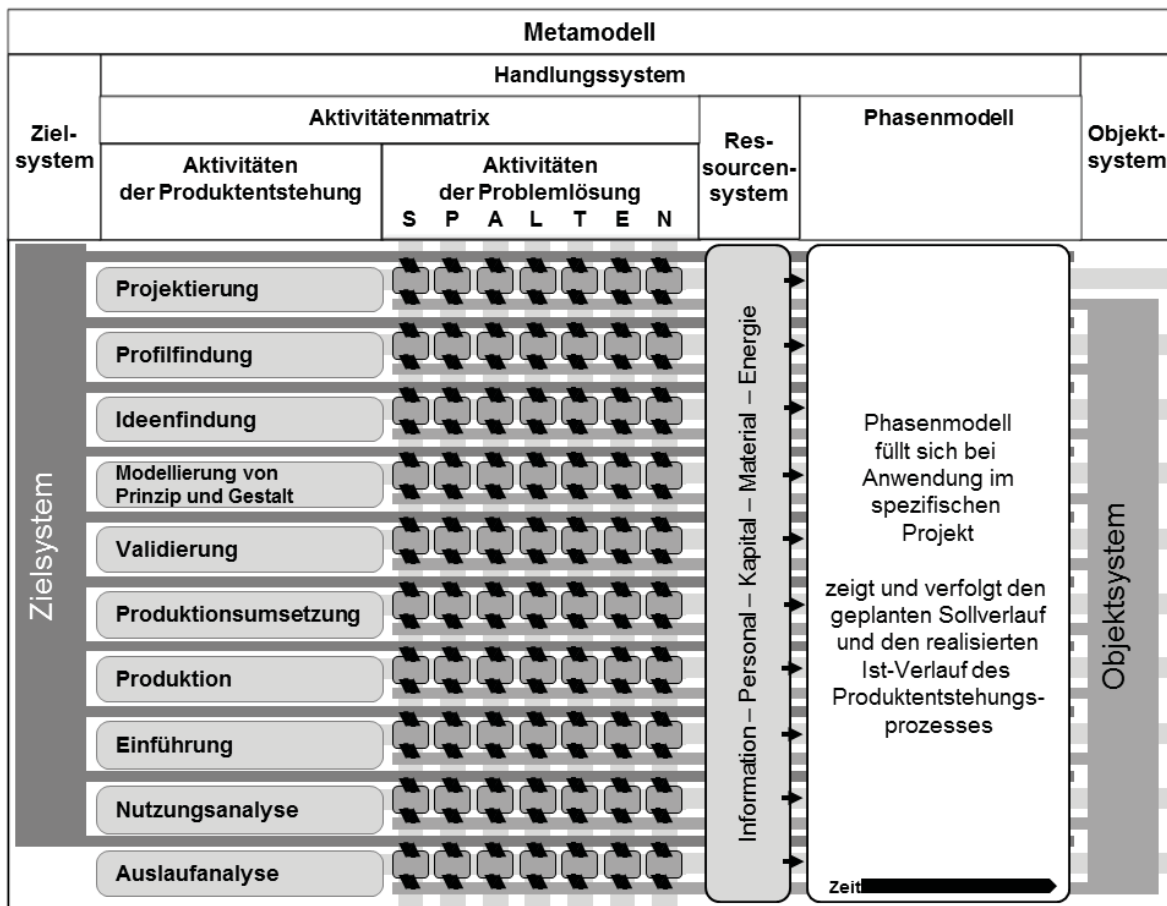 Metamodell
Ziel-
system
Handlungssystem
Objekt-
system
Aktivitätenmatrix
Res-
sourcen-
system
Phasenmodell
Aktivitäten
der Produktentstehung
Aktivitäten
der Problemlösung
S P A L T E N
Zielsystem
Projektierung
Profilfindung
Ideenfindung
Modellierung von
Prinzip und Gestalt
Validierung
Produktionsumsetzung
Produktion
Einführung
Nutzungsanalyse
Auslaufanalyse
Information – Personal – Kapital – Material – Energie
Phasenmodell
füllt sich bei
Anwendung im
spezifischen
Projekt
zeigt und verfolgt den
geplanten Sollverlauf
und den realisierten
Ist-Verlauf des
Produktentstehungs-
prozesses
Zeit
Objektsystem